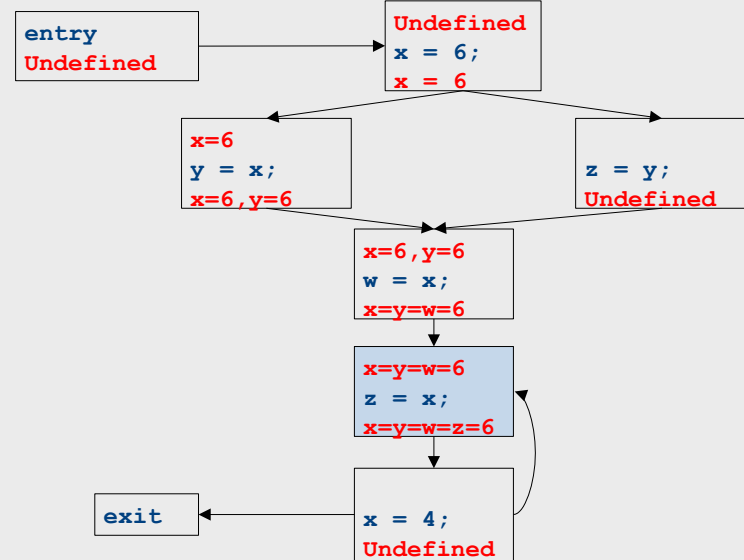 entry
Undefined
Undefined
x = 6;
x = 6
x=6
y = x;
x=6,y=6
z = y;
Undefined
x=6,y=6
w = x;
x=y=w=6
x=y=w=6
z = x;
x=y=w=z=6
exit
x = 4;
Undefined